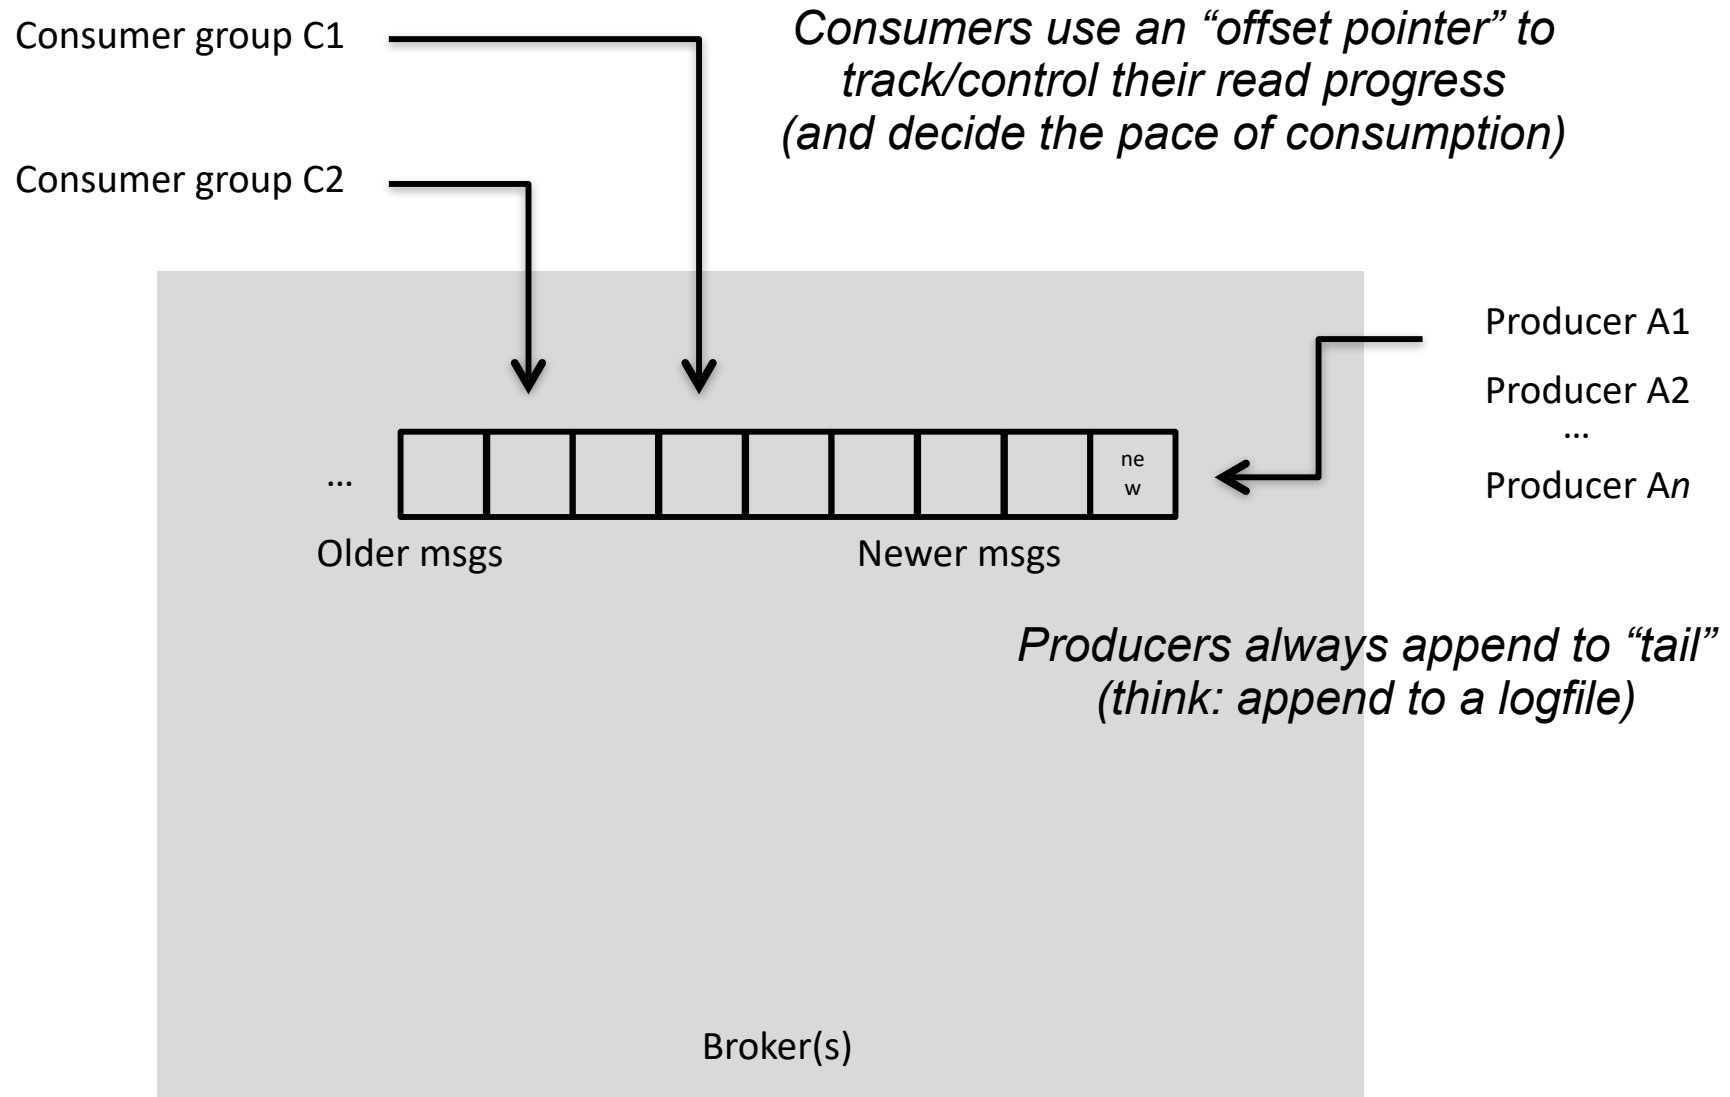 Consumer group C1
Consumers use an “offset pointer” to
track/control their read progress
(and decide the pace of consumption)
Consumer group C2
Producer A1
Producer A2
...
Producer An
...
ne
w
Older msgs
Newer msgs
Producers always append to “tail”
(think: append to a logfile)
Broker(s)